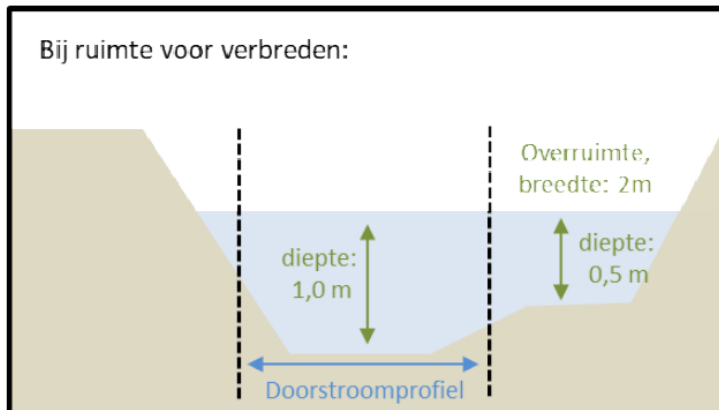 Bij ruimte voor verbreden:
Overruimte,
breedte: 2m
diepte:
1,0 m
diepte:
0,5 m
Doorstroomprofiel